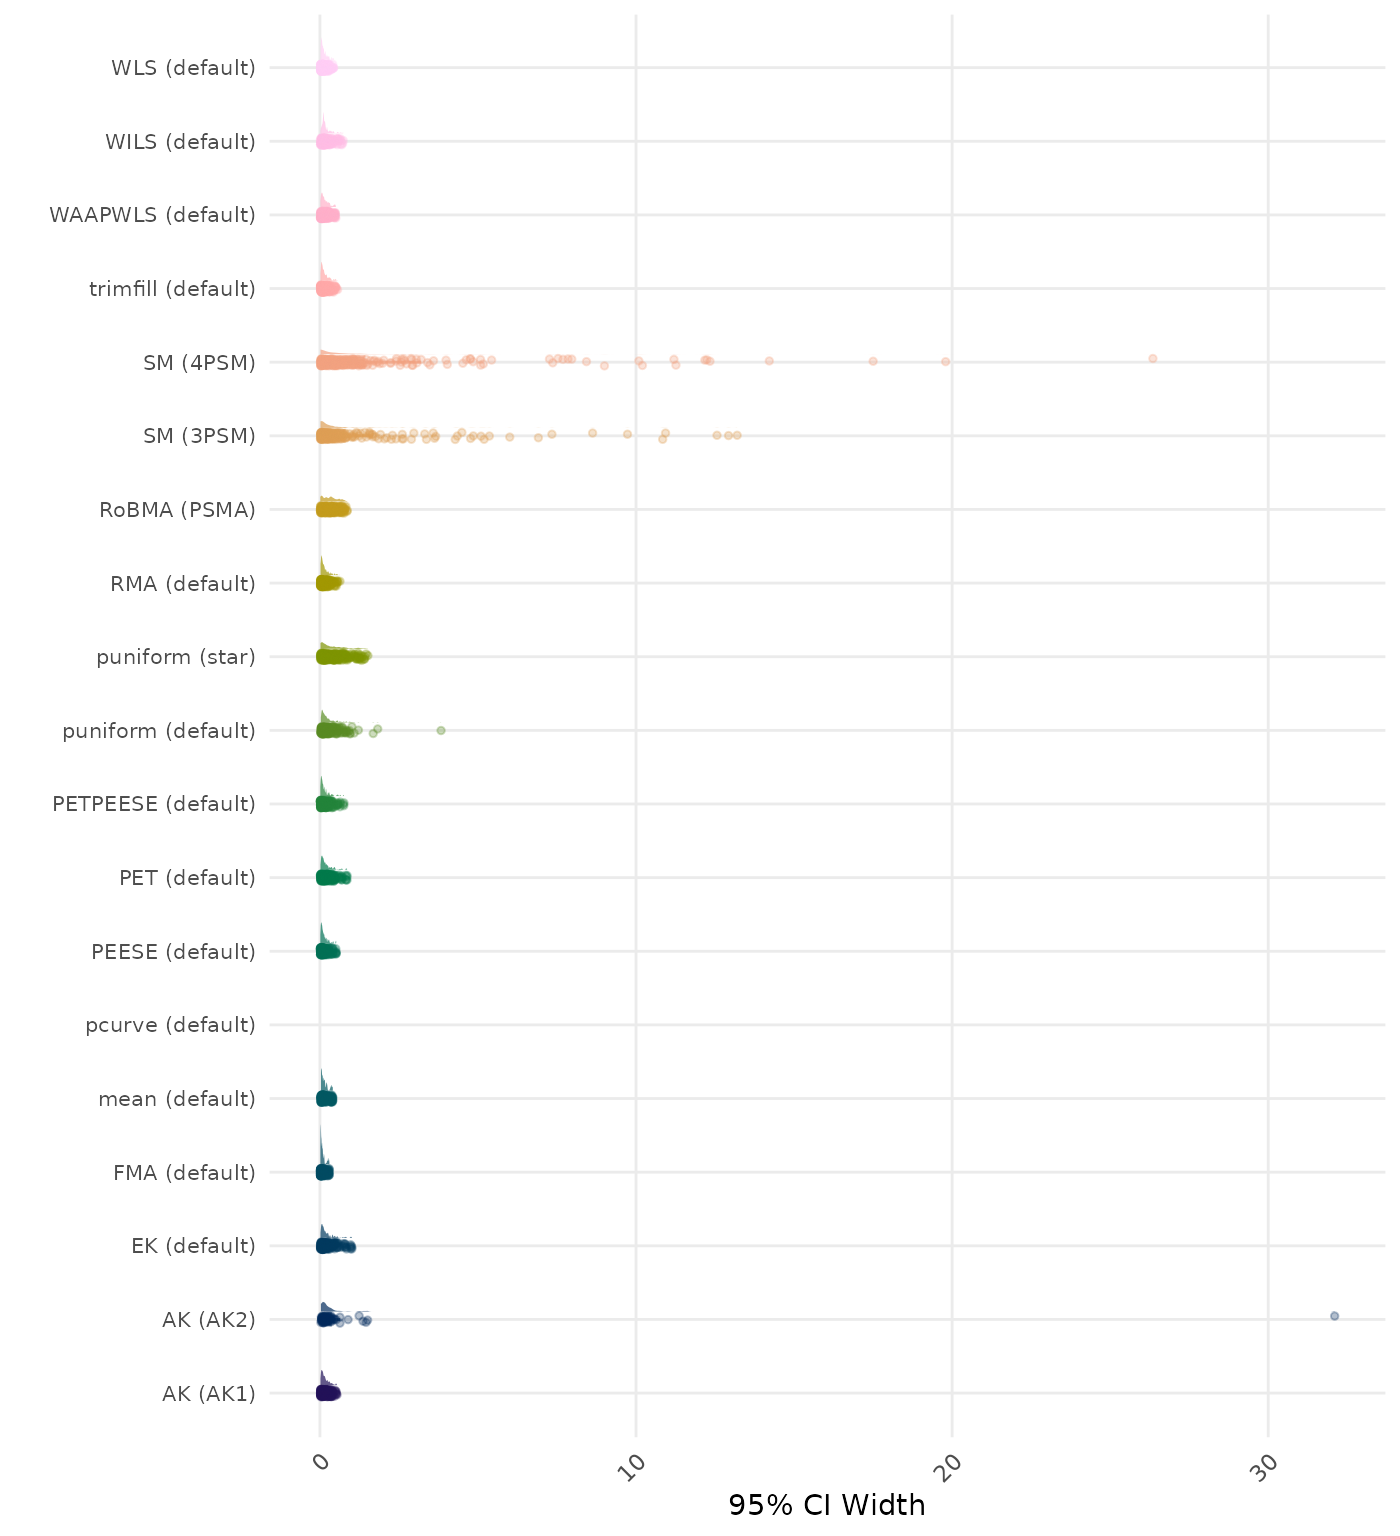 WLS (default)
WILS (default)
WAAPWLS (default)
trimfill (default)
SM (4PSM)
SM (3PSM)
RoBMA (PSMA)
RMA (default)
puniform (star)
puniform (default)
PETPEESE (default)
PET (default)
PEESE (default)
pcurve (default)
mean (default)
FMA (default)
EK (default)
AK (AK2)
AK (AK1)
0
10
20
30
95% CI Width